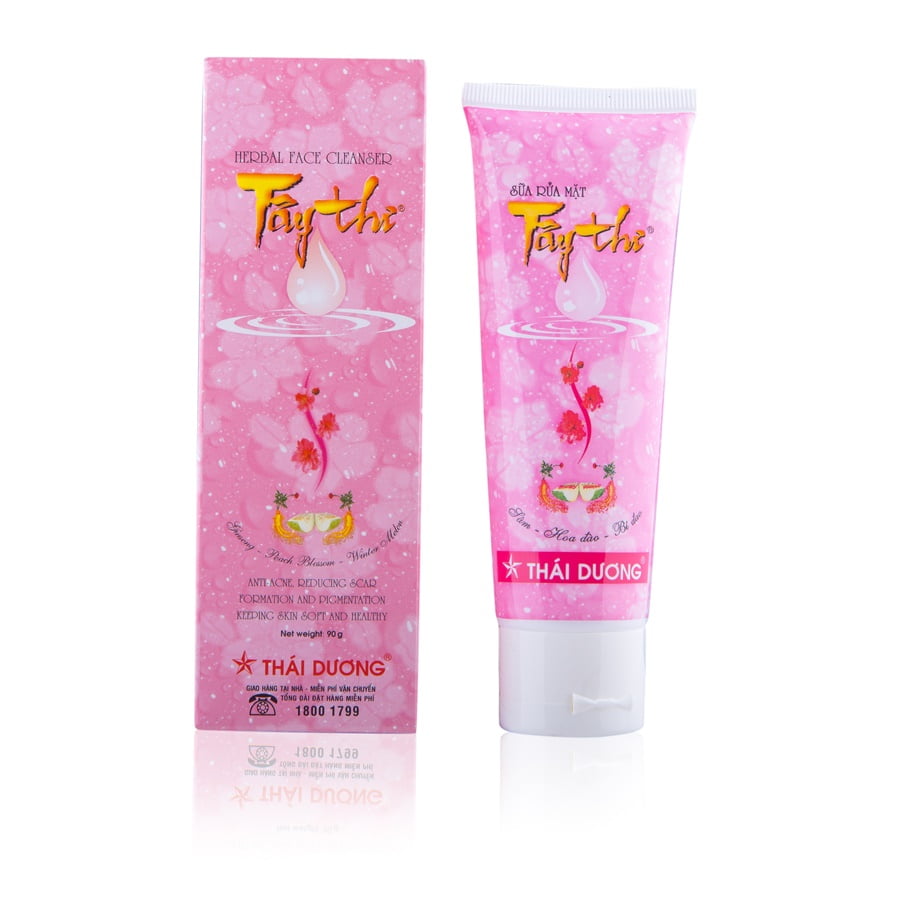 HERBAL FACE CLEANSER
Tây thi®
Ginseng - Peach Blossom - Winter Melon
ANTI-ACNE, REDUCING SCAR
FORMATION AND PIGMENTATION
KEEPING SKIN SOFT AND HEALTHY
Net weight: 90 g
THÁI DƯƠNG®
GIAO HÀNG TẠI NHÀ - MIỄN PHÍ VẬN CHUYỂN
TỔNG ĐÀI ĐẶT HÀNG MIỄN PHÍ
1800 1799
SỮA RỬA MẶT
Tây thi®
Sâm - Hoa đào - Bí đao
THÁI DƯƠNG